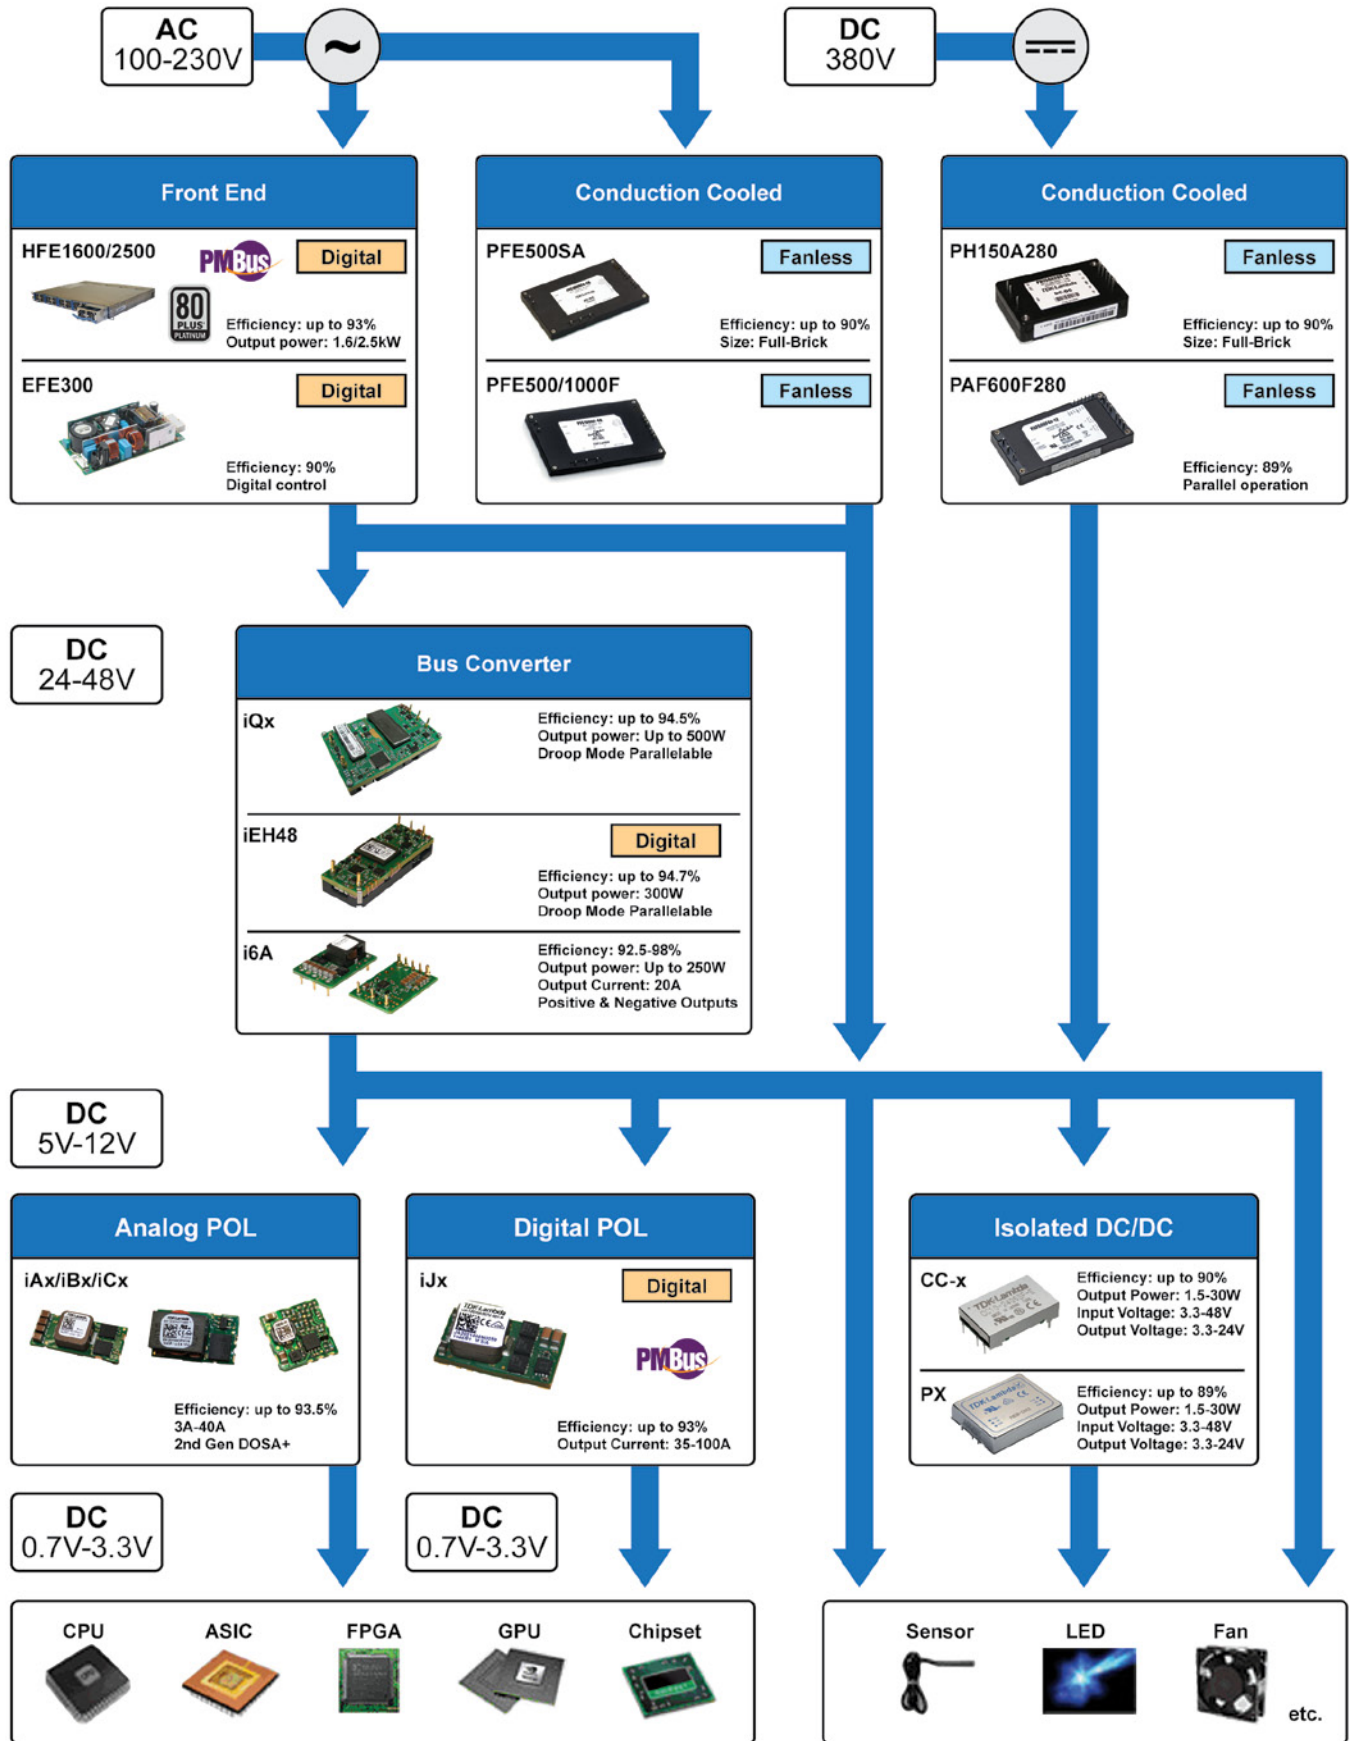 AC
100-230V
~
DC
380V
Front End
HFE1600/2500
PMBus
Digital
80
PLUS
PLATINUM
Efficiency: up to 93%
Output power: 1.6/2.5kW
EFE300
Digital
Efficiency: 90%
Digital control
Conduction Cooled
PFE500SA
Fanless
Efficiency: up to 90%
Size: Full-Brick
PFE500/1000F
Fanless
Conduction Cooled
PH150A280
Fanless
TDK-Lambda
Efficiency: up to 90%
Size: Full-Brick
PAF600F280
Fanless
Efficiency: 89%
Parallel operation
DC
24-48V
Bus Converter
iQx
Efficiency: up to 94.5%
Output power: Up to 500W
Droop Mode Parallelable
iEH48
Digital
Efficiency: up to 94.7%
Output power: 300W
Droop Mode Parallelable
i6A
Efficiency: 92.5-98%
Output power: Up to 250W
Output Current: 20A
Positive & Negative Outputs
DC
5V-12V
Analog POL
iAx/iBx/iCx
Efficiency: up to 93.5%
3A-40A
2nd Gen DOSA+
Digital POL
iJx
Digital
TDK-Lambda
PMBus
Efficiency: up to 93%
Output Current: 35-100A
Isolated DC/DC
CC-x
TDK-Lambda
Efficiency: up to 90%
Output Power: 1.5-30W
Input Voltage: 3.3-48V
Output Voltage: 3.3-24V
PX
TDK-Lambda
Efficiency: up to 89%
Output Power: 1.5-30W
Input Voltage: 3.3-48V
Output Voltage: 3.3-24V
DC
0.7V-3.3V
DC
0.7V-3.3V
CPU
ASIC
FPGA
GPU
Chipset
Sensor
LED
Fan
etc.